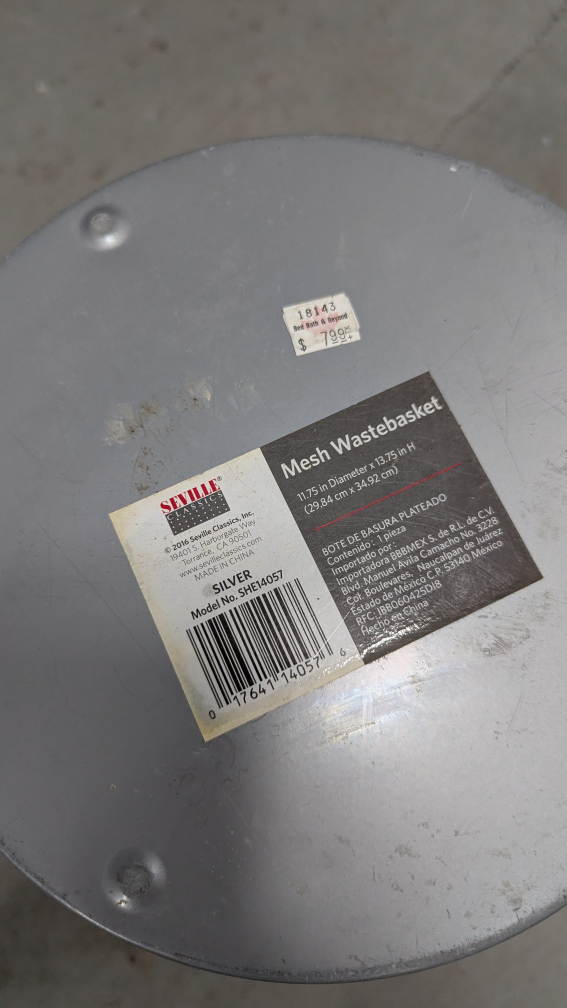 18143
Bed Bath & Beyond
$ 799
Mesh Wastebasket
11.75 in Diameter x 13.75 in H
(29.84 cm x 34.92 cm)
BOTE DE BASURA PLATEADO
Contenido: 1 pieza
Importado por:
Importadora BBBMEX S. de R.L. de C.V.
Blvd. Manuel Avila Camacho No. 3228
Col. Boulevares, Naucalpan de Juárez
Estado de México C.P. 53140 México
RFC: IBB060425DI8
Hecho en China
SEVILLE®
CLASSICS
© 2016 Seville Classics, Inc.
19401 S. Harborgate Way
Torrance, CA 90501
www.sevilleclassics.com
MADE IN CHINA
SILVER
Model No. SHE14057
0 17641 14057 6